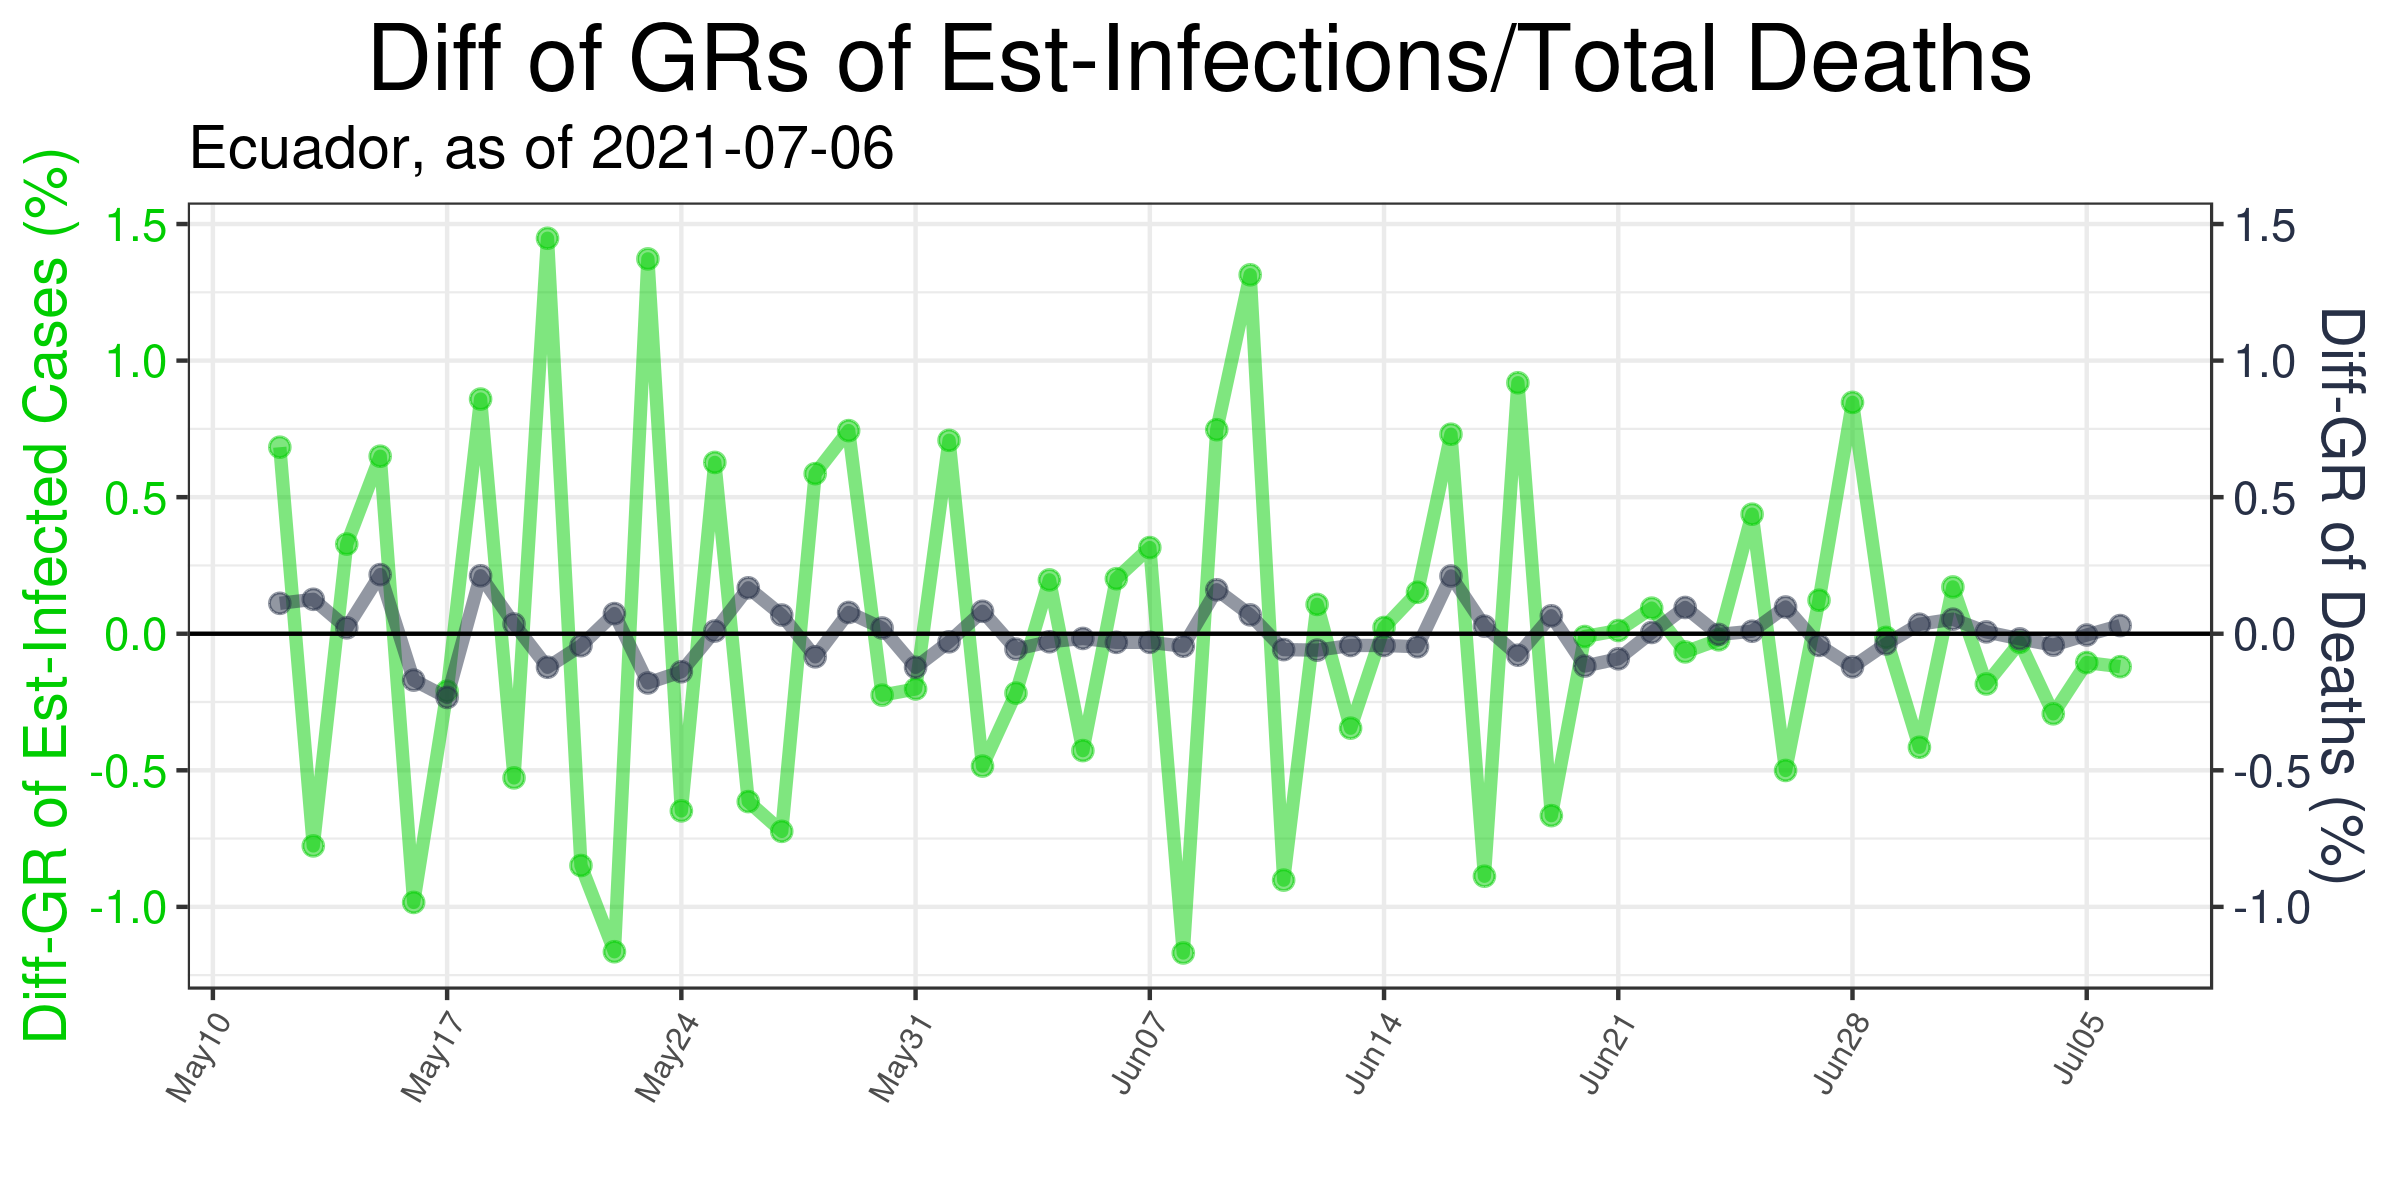 Diff of GRs of Est-Infections/Total Deaths
Ecuador, as of 2021-07-06
Diff-GR of Est-Infected Cases (%)
1.5
1.0
0.5
0.0
-0.5
-1.0
1.5
1.0
0.5
0.0
-0.5
-1.0
Diff-GR of Deaths (%)
May10
May17
May24
May31
Jun07
Jun14
Jun21
Jun28
Jul05